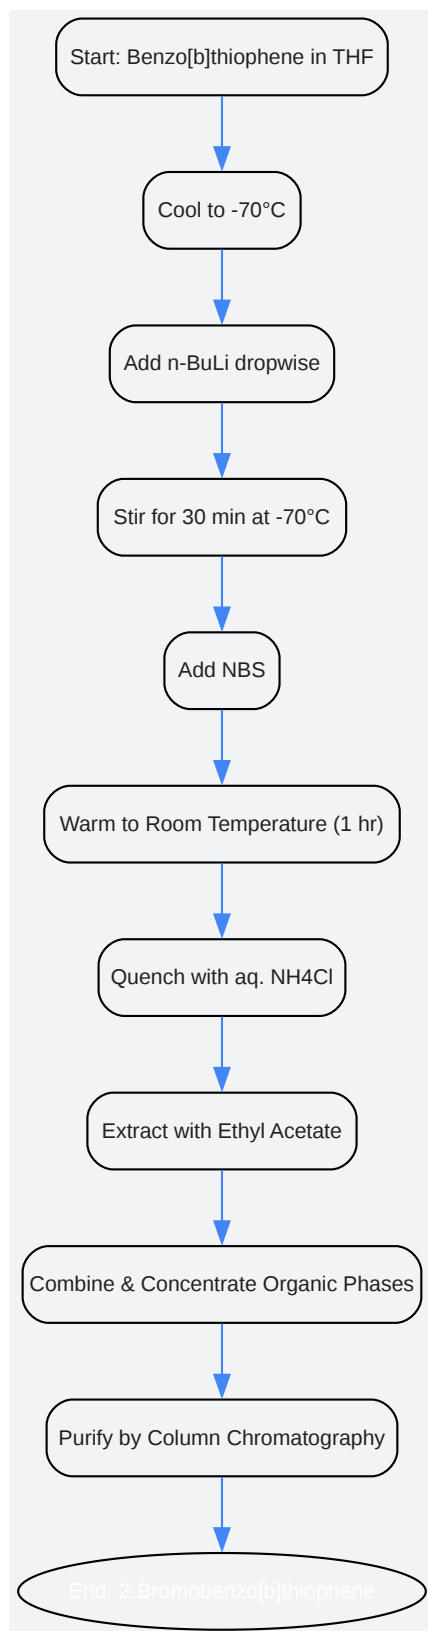 Start: Benzo[b]thiophene in THF
Cool to -70°C
Add n-BuLi dropwise
Stir for 30 min at -70°C
Add NBS
Warm to Room Temperature (1 hr)
Quench with aq. NH4Cl
Extract with Ethyl Acetate
Combine & Concentrate Organic Phases
Purify by Column Chromatography
End: 2-Bromobenzo[b]thiophene